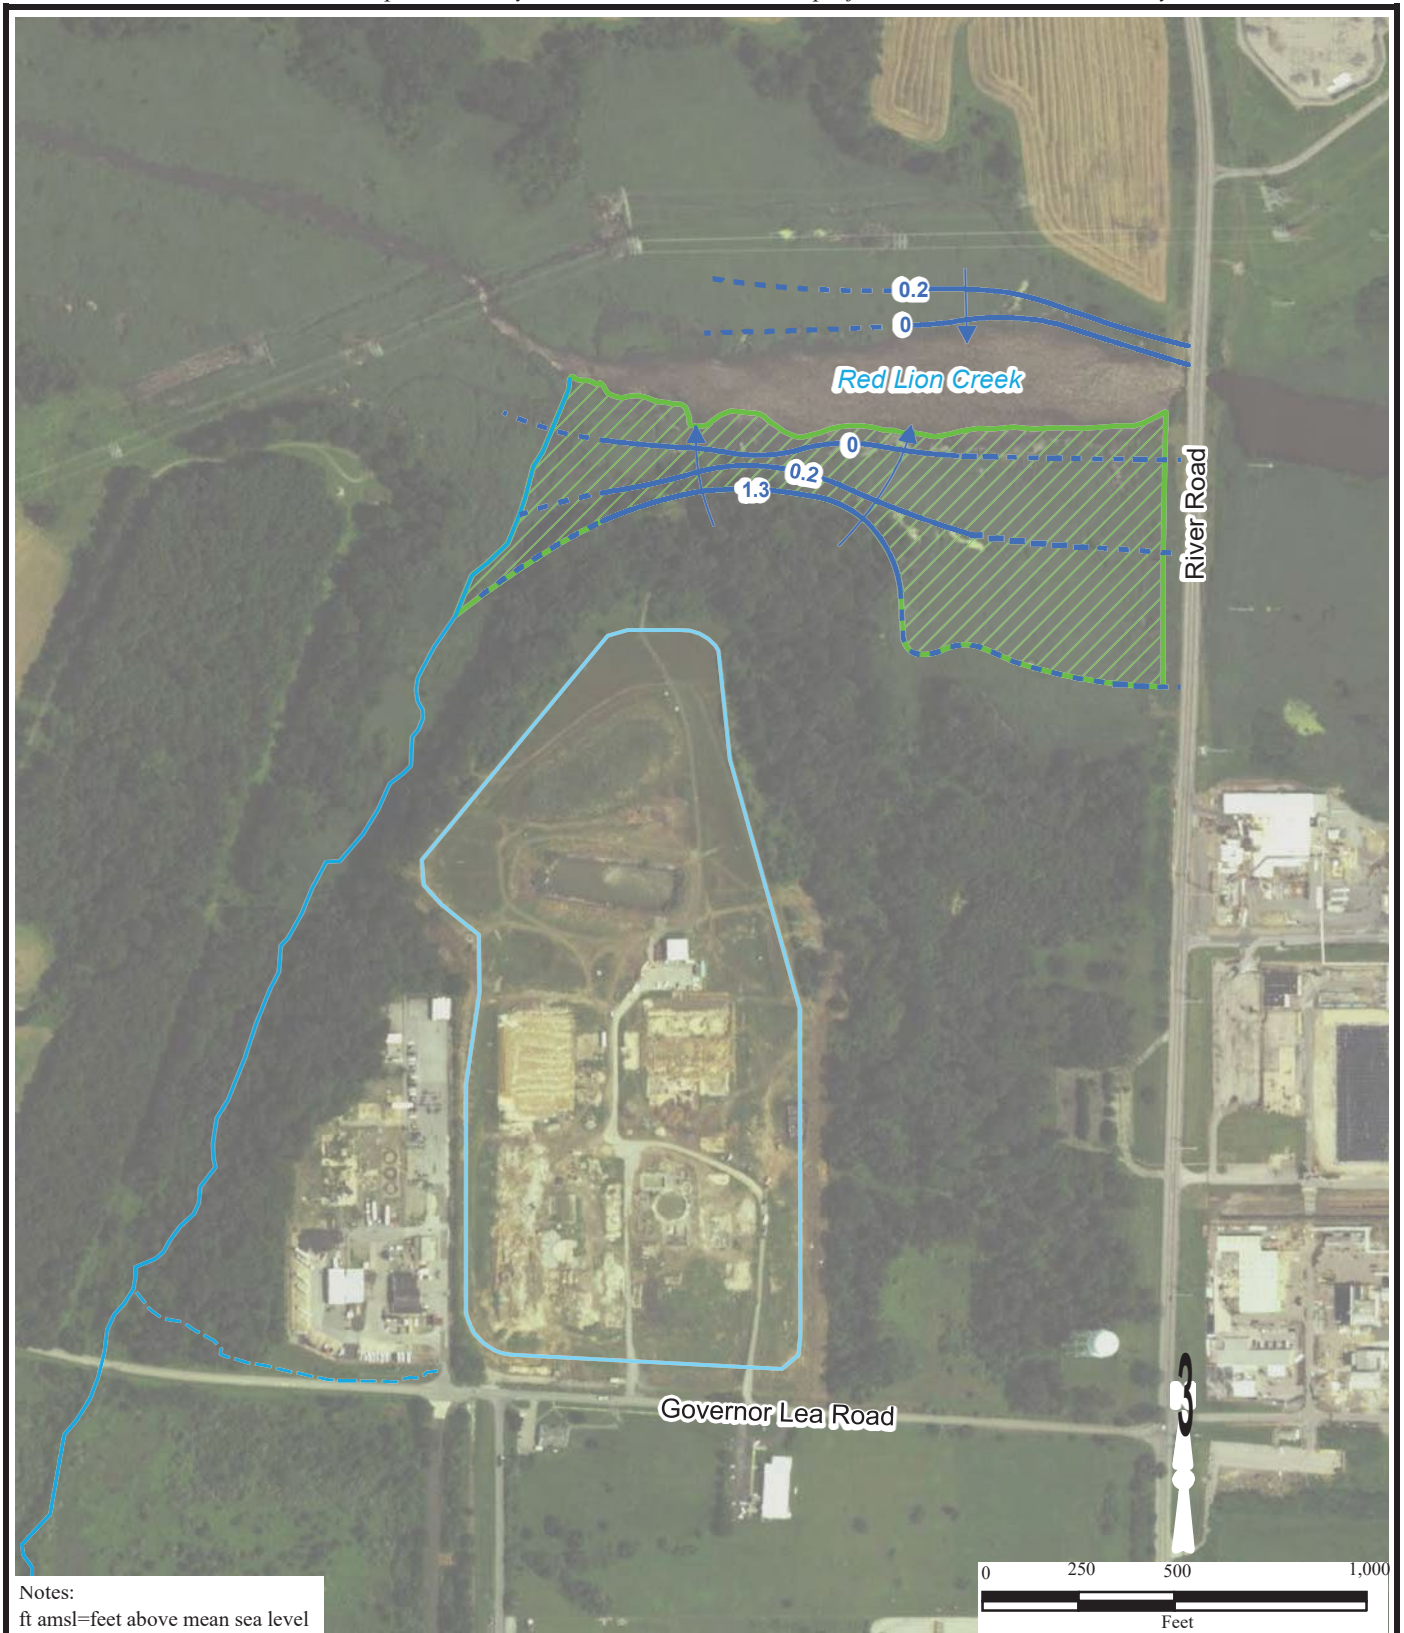 0.2
0
Red Lion Creek
0
0.2
1.3
River Road
Governor Lea Road
0 250 500 1,000
Feet
Notes:
ft amsl=feet above mean sea level